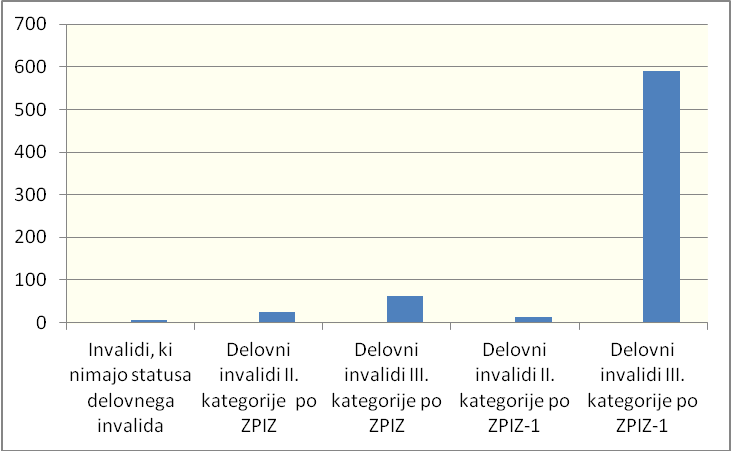 700
600
500
400
300
200
100
0
Invalidi, ki
nimajo statusa
delovnega
invalida
Delovni
invalidi II.
kategorije po
ZPIZ
Delovni
invalidi III.
kategorije po
ZPIZ
Delovni
invalidi II.
kategorije po
ZPIZ-1
Delovni
invalidi III.
kategorije po
ZPIZ-1